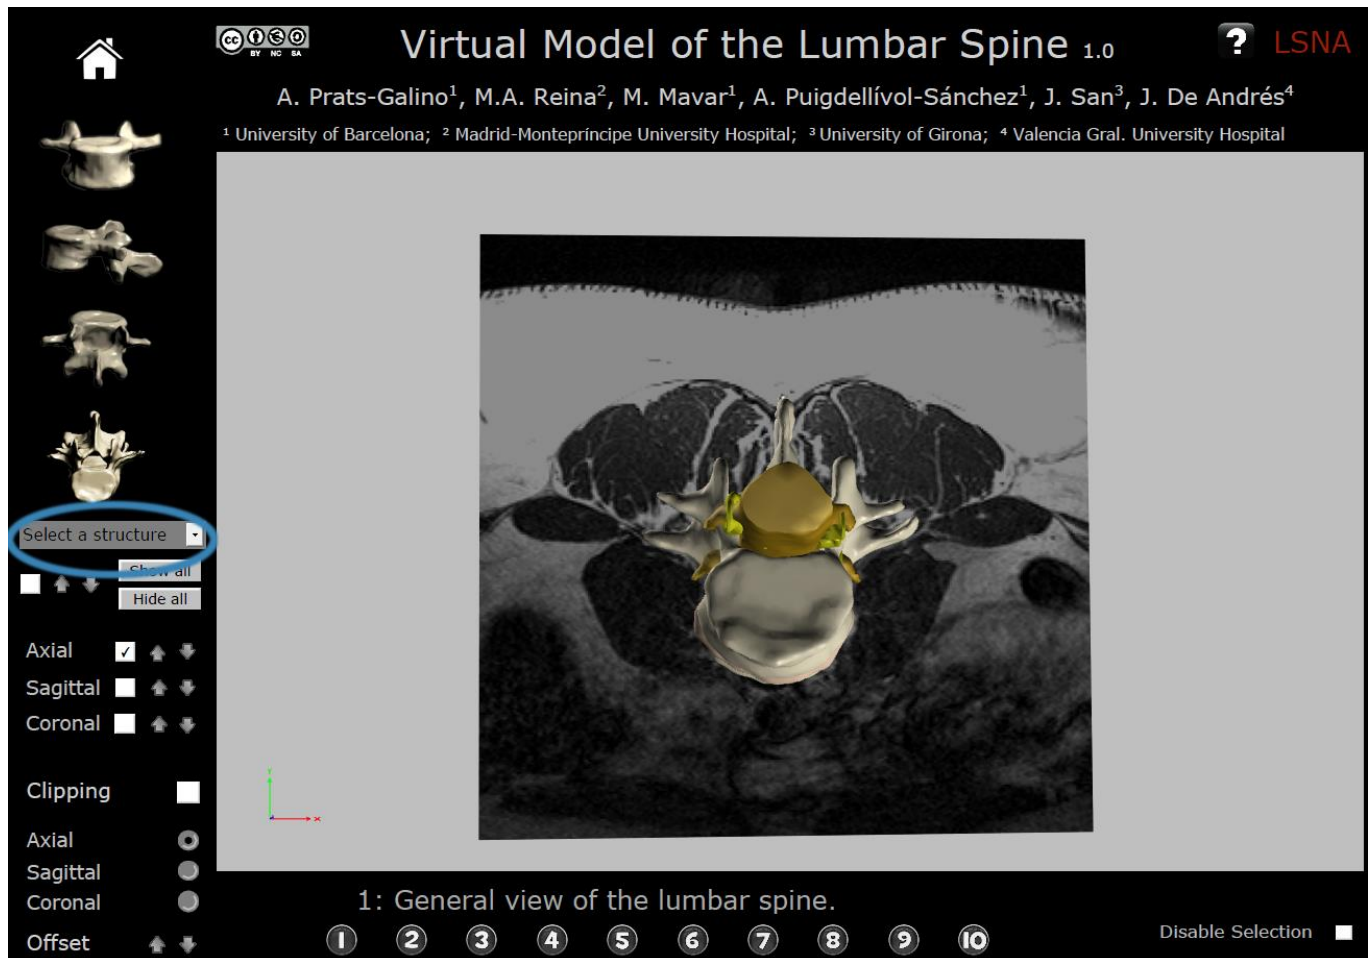 BY NC SA
Virtual Model of the Lumbar Spine 1.0
? LSNA
A. Prats-Galino¹, M.A. Reina², M. Mavar¹, A. Puigdellívol-Sánchez¹, J. San³, J. De Andrés⁴
¹ University of Barcelona; ² Madrid-Montepríncipe University Hospital; ³ University of Girona; ⁴ Valencia Gral. University Hospital
Select a structure
Show all
Hide all
Axial
Sagittal
Coronal
Clipping
Axial
Sagittal
Coronal
Offset
Y
X
1: General view of the lumbar spine.
1 2 3 4 5 6 7 8 9 10
Disable Selection